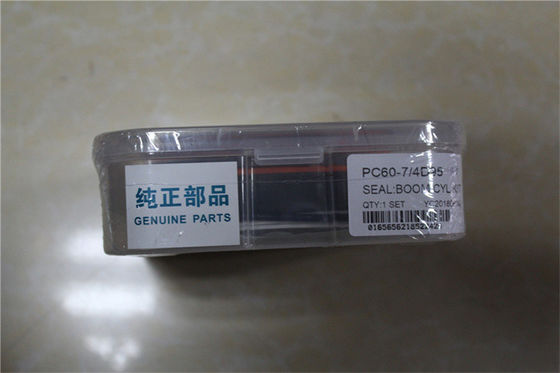 纯正部品
GENUINE PARTS
PC60-7/4D95
SEAL:BOOM CYL KIT
QTY:1 SET